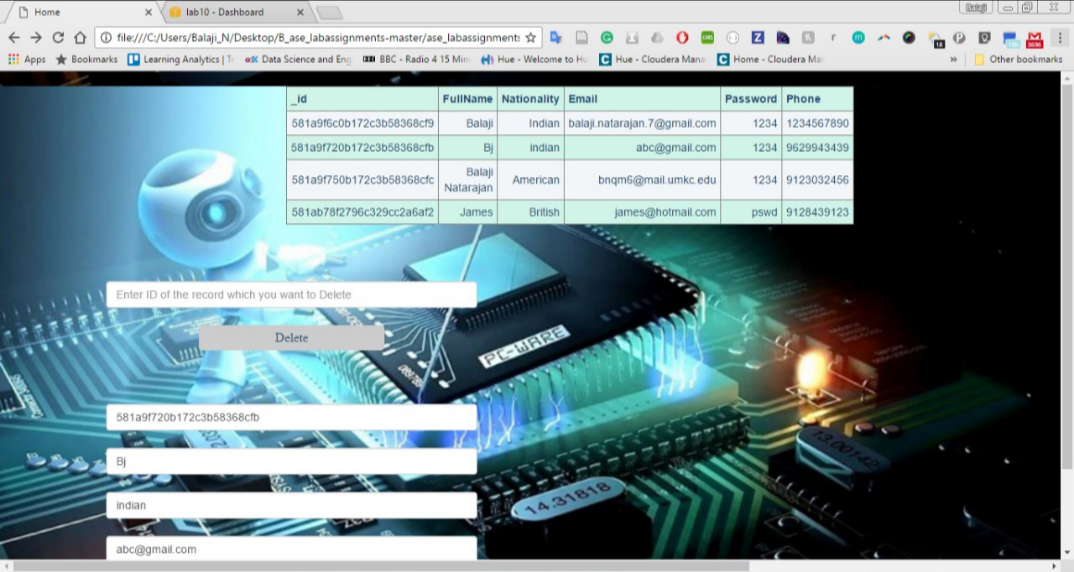 Home
lab10 - Dashboard
Balaji
file:///C:/Users/Balaji_N/Desktop/B_ase_labassignments-master/ase_labassignment
Apps Bookmarks Learning Analytics | Data Science and Eng BBC - Radio 4 15 Min Hue - Welcome to Hu Hue - Cloudera Mana Home - Cloudera Ma » Other bookmarks
_id FullName Nationality Email Password Phone
581a9f6c0b172c3b58368cf9 Balaji Indian balaji.natarajan.7@gmail.com 1234 1234567890
581a9f720b172c3b58368cfb Bj indian abc@gmail.com 1234 9629943439
581a9f750b172c3b58368cfc Balaji Natarajan American bnqm6@mail.umkc.edu 1234 9123032456
581ab78f2796c329cc2a6af2 James British james@hotmail.com pswd 9128439123
Enter ID of the record which you want to Delete
Delete
PC-WARE
581a9f720b172c3b58368cfb
Bj
13.00142
indian
14.31818
abc@gmail.com